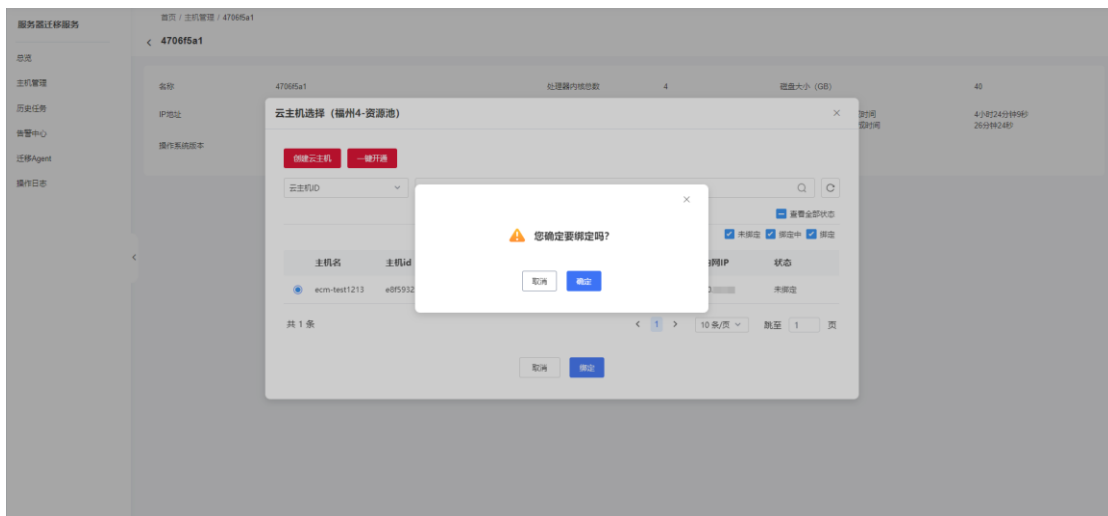 服务器迁移服务
首页 / 主机管理 / 4706f5a1
4706f5a1
总览
主机管理
历史任务
告警中心
迁移Agent
操作日志
名称 4706f5a1 处理器内核总数 4 磁盘大小（GB） 40
IP地址 时间 4小时24分钟9秒
时间 26分钟24秒
操作系统版本
云主机选择（福州4-资源池）
创建云主机 一键开通
云主机ID
查看全部状态
未绑定 绑定中 绑定
主机名 主机id 网IP 状态
ecm-test1213 e8f5932 未绑定
您确定要绑定吗?
取消 确定
共 1 条 1 10 条/页 跳至 1 页
取消 绑定